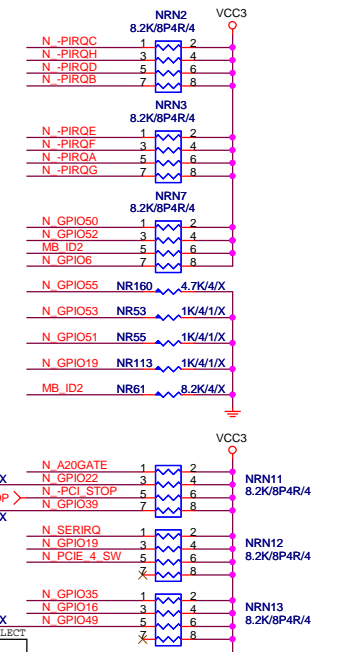 NRN2 VCC3
8.2K/8P4R/4
N_-PIRQC 1 2
N_-PIRQH 3 4
N_-PIRQD 5 6
N_-PIRQB 7 8
NRN3
8.2K/8P4R/4
N_-PIRQE 1 2
N_-PIRQF 3 4
N_-PIRQA 5 6
N_-PIRQG 7 8
NRN7
8.2K/8P4R/4
N_GPIO50 1 2
N_GPIO52 3 4
MB_ID2 5 6
N_GPIO6 7 8
N_GPIO55 NR160 4.7K/4/X
N_GPIO53 NR53 1K/4/1/X
N_GPIO51 NR55 1K/4/1/X
N_GPIO19 NR113 1K/4/1/X
MB_ID2 NR61 8.2K/4/X
VCC3
N_A20GATE 1 2
X N_GPIO22 3 4 NRN11
OP N_-PCI_STOP 5 6 8.2K/8P4R/4
N_GPIO39 7 8
X
N_SERIRQ 1 2
N_GPIO19 3 4 NRN12
N_PCIE_4_SW 5 6 8.2K/8P4R/4
7 8
N_GPIO35 1 2
N_GPIO16 3 4 NRN13
X N_GPIO49 5 6 8.2K/8P4R/4
LECT 7 8